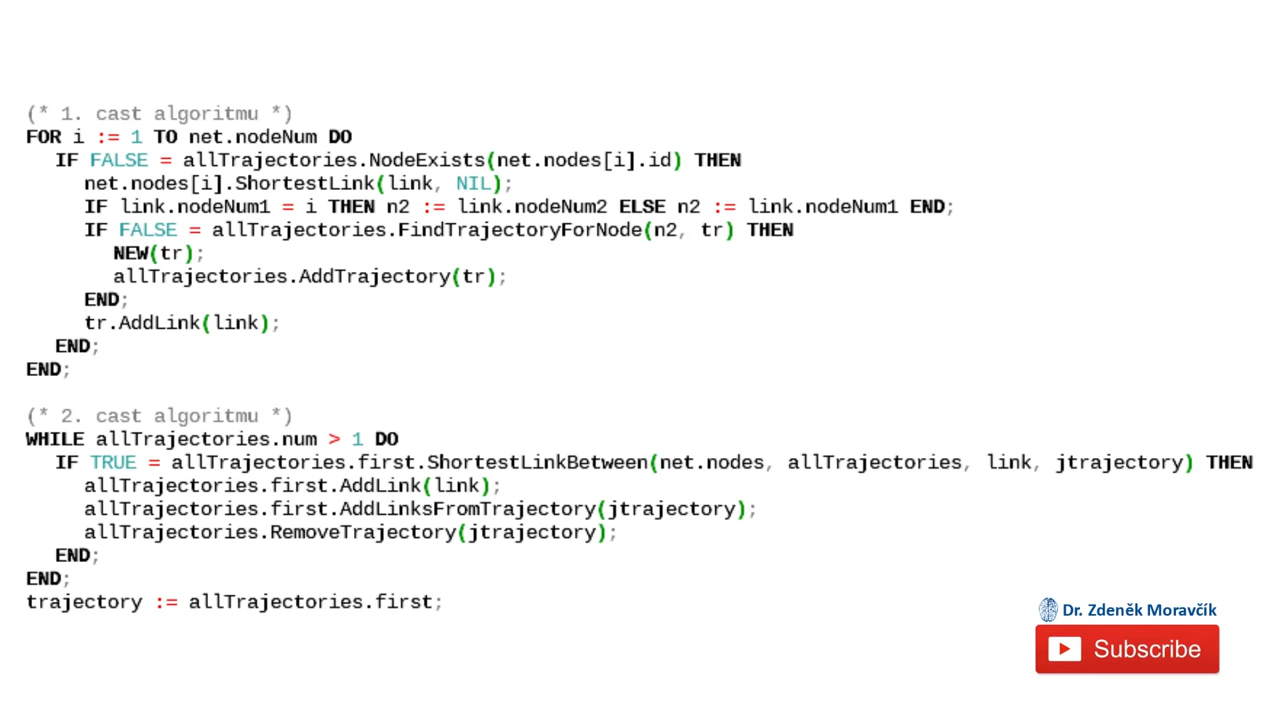 (* 1. cast algoritmu *)
FOR i := 1 TO net.nodeNum DO
IF FALSE = allTrajectories.NodeExists(net.nodes[i].id) THEN
net.nodes[i].ShortestLink(link, NIL);
IF link.nodeNum1 = i THEN n2 := link.nodeNum2 ELSE n2 := link.nodeNum1 END;
IF FALSE = allTrajectories.FindTrajectoryForNode(n2, tr) THEN
NEW(tr);
allTrajectories.AddTrajectory(tr);
END;
tr.AddLink(link);
END;
END;
(* 2. cast algoritmu *)
WHILE allTrajectories.num > 1 DO
IF TRUE = allTrajectories.first.ShortestLinkBetween(net.nodes, allTrajectories, link, jtrajectory) THEN
allTrajectories.first.AddLink(link);
allTrajectories.first.AddLinksFromTrajectory(jtrajectory);
allTrajectories.RemoveTrajectory(jtrajectory);
END;
END;
trajectory := allTrajectories.first;
Dr. Zdeněk Moravčík
Subscribe